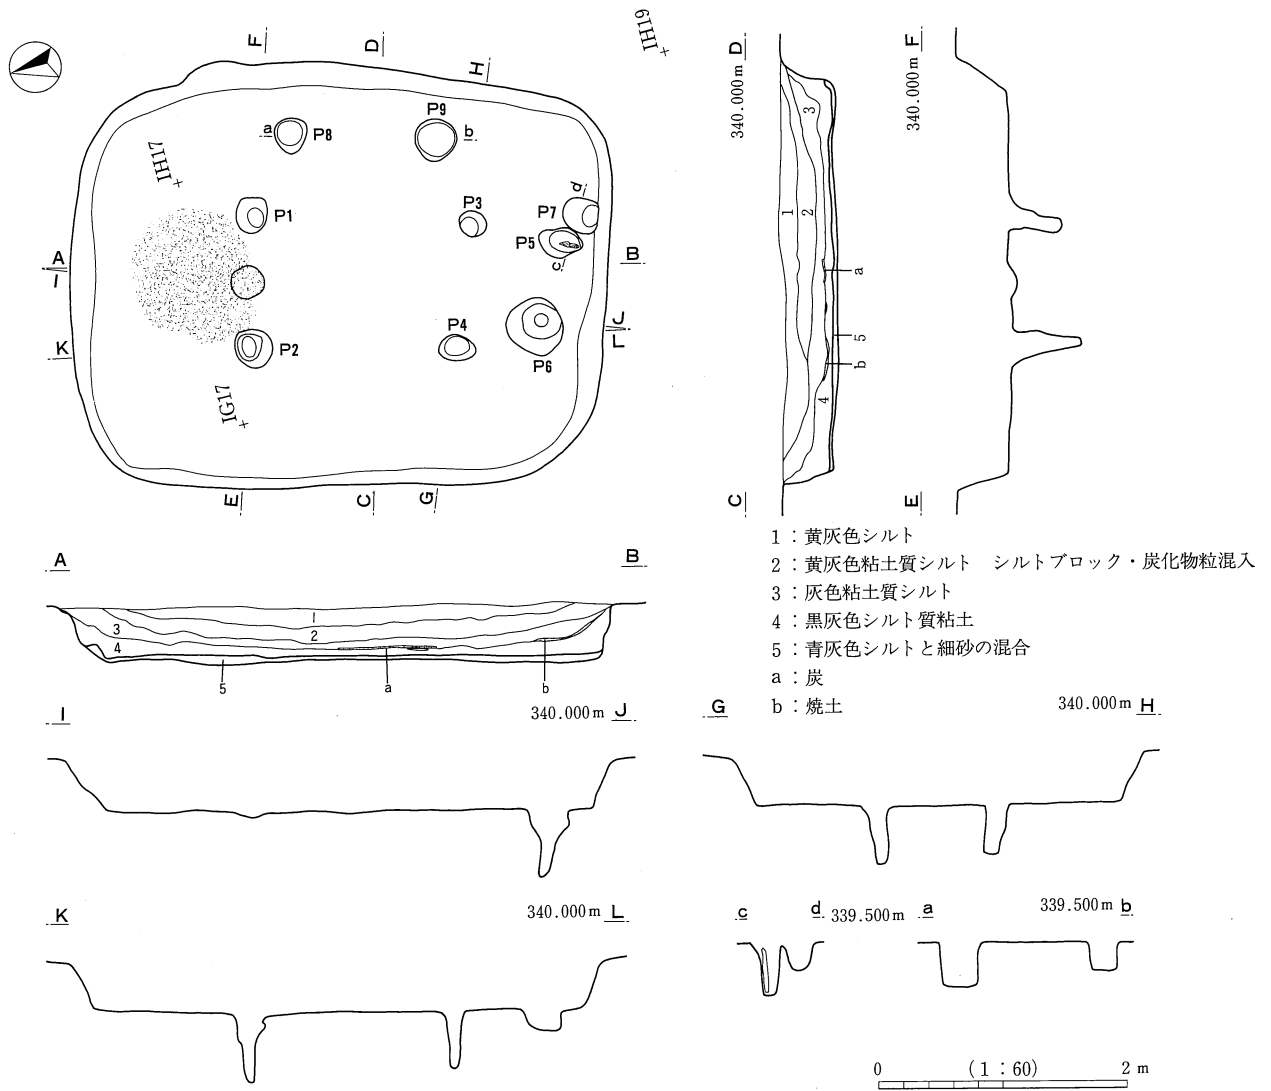 F
D
H
IH19
a
P8
P9
b
IH17
P1
P3
d
P7
P5
c
A
I
B
J
L
K
P2
P4
P6
IG17
E
C
G
D
340.000m
F
340.000m
3
1
2
a
5
b
4
C
E
1：黄灰色シルト
2：黄灰色粘土質シルト　シルトブロック・炭化物粒混入
3：灰色粘土質シルト
4：黒灰色シルト質粘土
5：青灰色シルトと細砂の混合
a：炭
b：焼土
A
B
1
2
3
4
5
a
b
I
340.000m J
G
340.000m H
K
340.000m L
c
d 339.500m
a
339.500m b
0 (1：60) 2 m